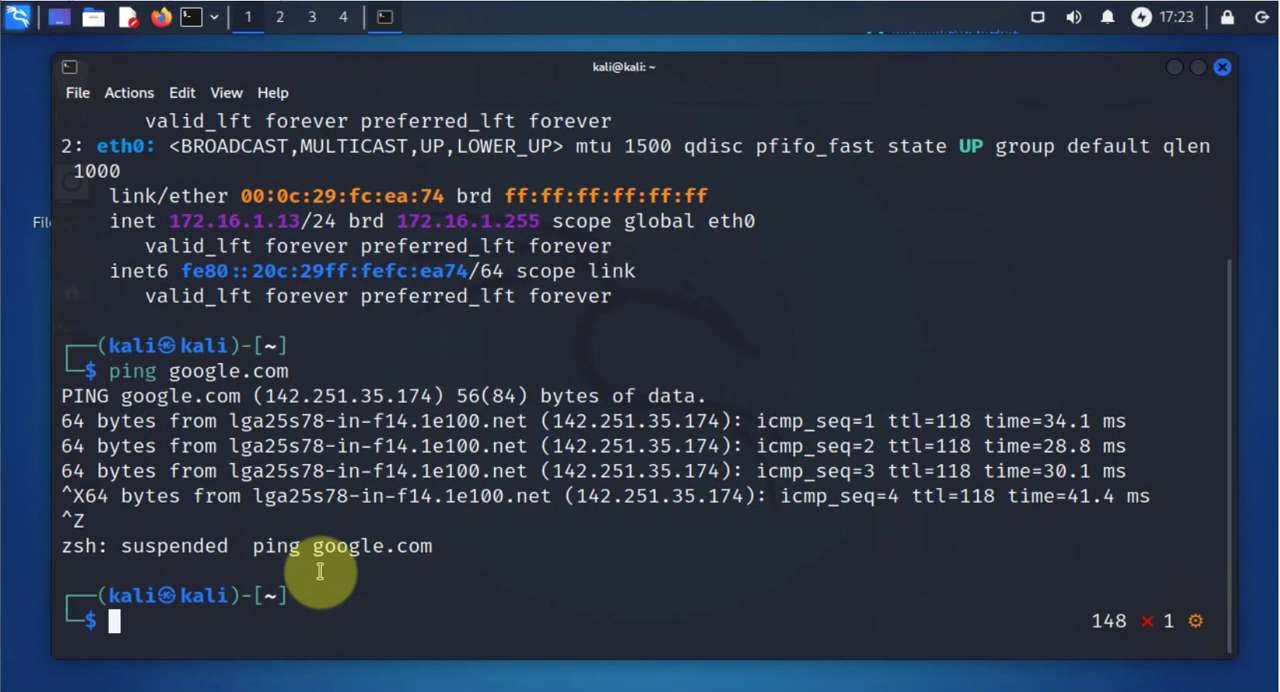 1 2 3 4 17:23
kali@kali: ~
File Actions Edit View Help
valid_lft forever preferred_lft forever
2: eth0: <BROADCAST,MULTICAST,UP,LOWER_UP> mtu 1500 qdisc pfifo_fast state UP group default qlen
1000
link/ether 00:0c:29:fc:ea:74 brd ff:ff:ff:ff:ff:ff
inet 172.16.1.13/24 brd 172.16.1.255 scope global eth0
valid_lft forever preferred_lft forever
inet6 fe80::20c:29ff:fefc:ea74/64 scope link
valid_lft forever preferred_lft forever
┌──(kali㉿kali)-[~]
└─$ ping google.com
PING google.com (142.251.35.174) 56(84) bytes of data.
64 bytes from lga25s78-in-f14.1e100.net (142.251.35.174): icmp_seq=1 ttl=118 time=34.1 ms
64 bytes from lga25s78-in-f14.1e100.net (142.251.35.174): icmp_seq=2 ttl=118 time=28.8 ms
64 bytes from lga25s78-in-f14.1e100.net (142.251.35.174): icmp_seq=3 ttl=118 time=30.1 ms
^X64 bytes from lga25s78-in-f14.1e100.net (142.251.35.174): icmp_seq=4 ttl=118 time=41.4 ms
^Z
zsh: suspended  ping google.com
┌──(kali㉿kali)-[~]
└─$ 148 ⨯ 1 ⚙